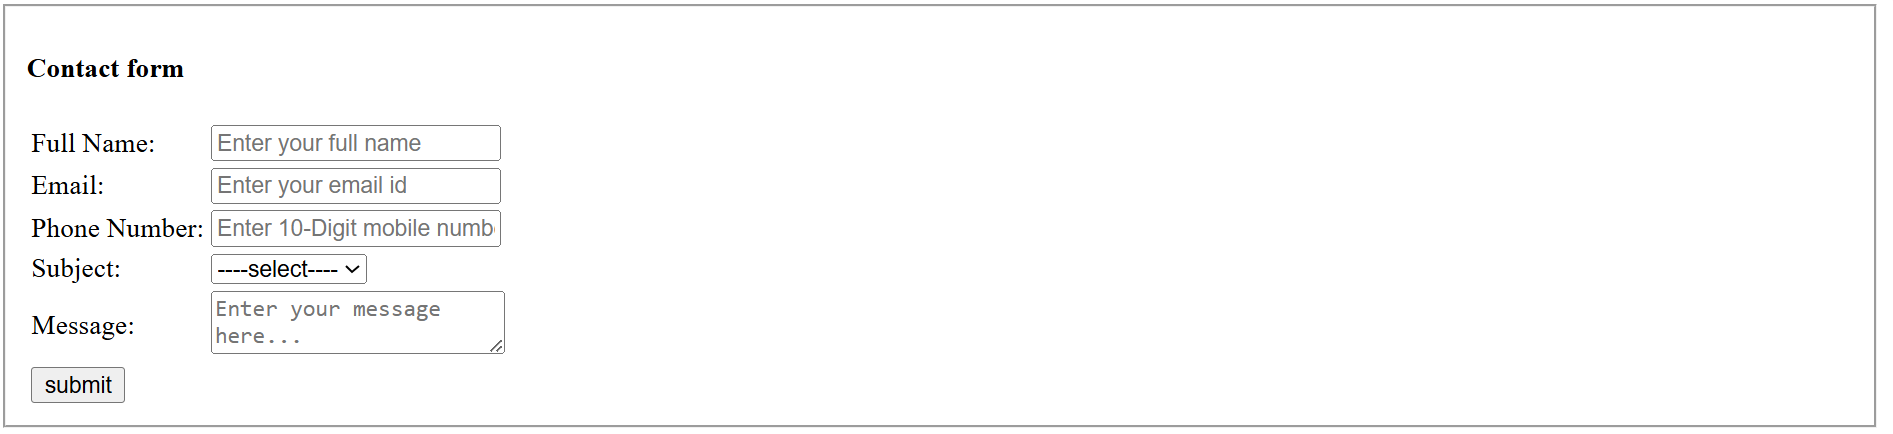 Contact form
Full Name: Enter your full name
Email: Enter your email id
Phone Number: Enter 10-Digit mobile numb
Subject: ----select----
Message: Enter your message
here...
submit